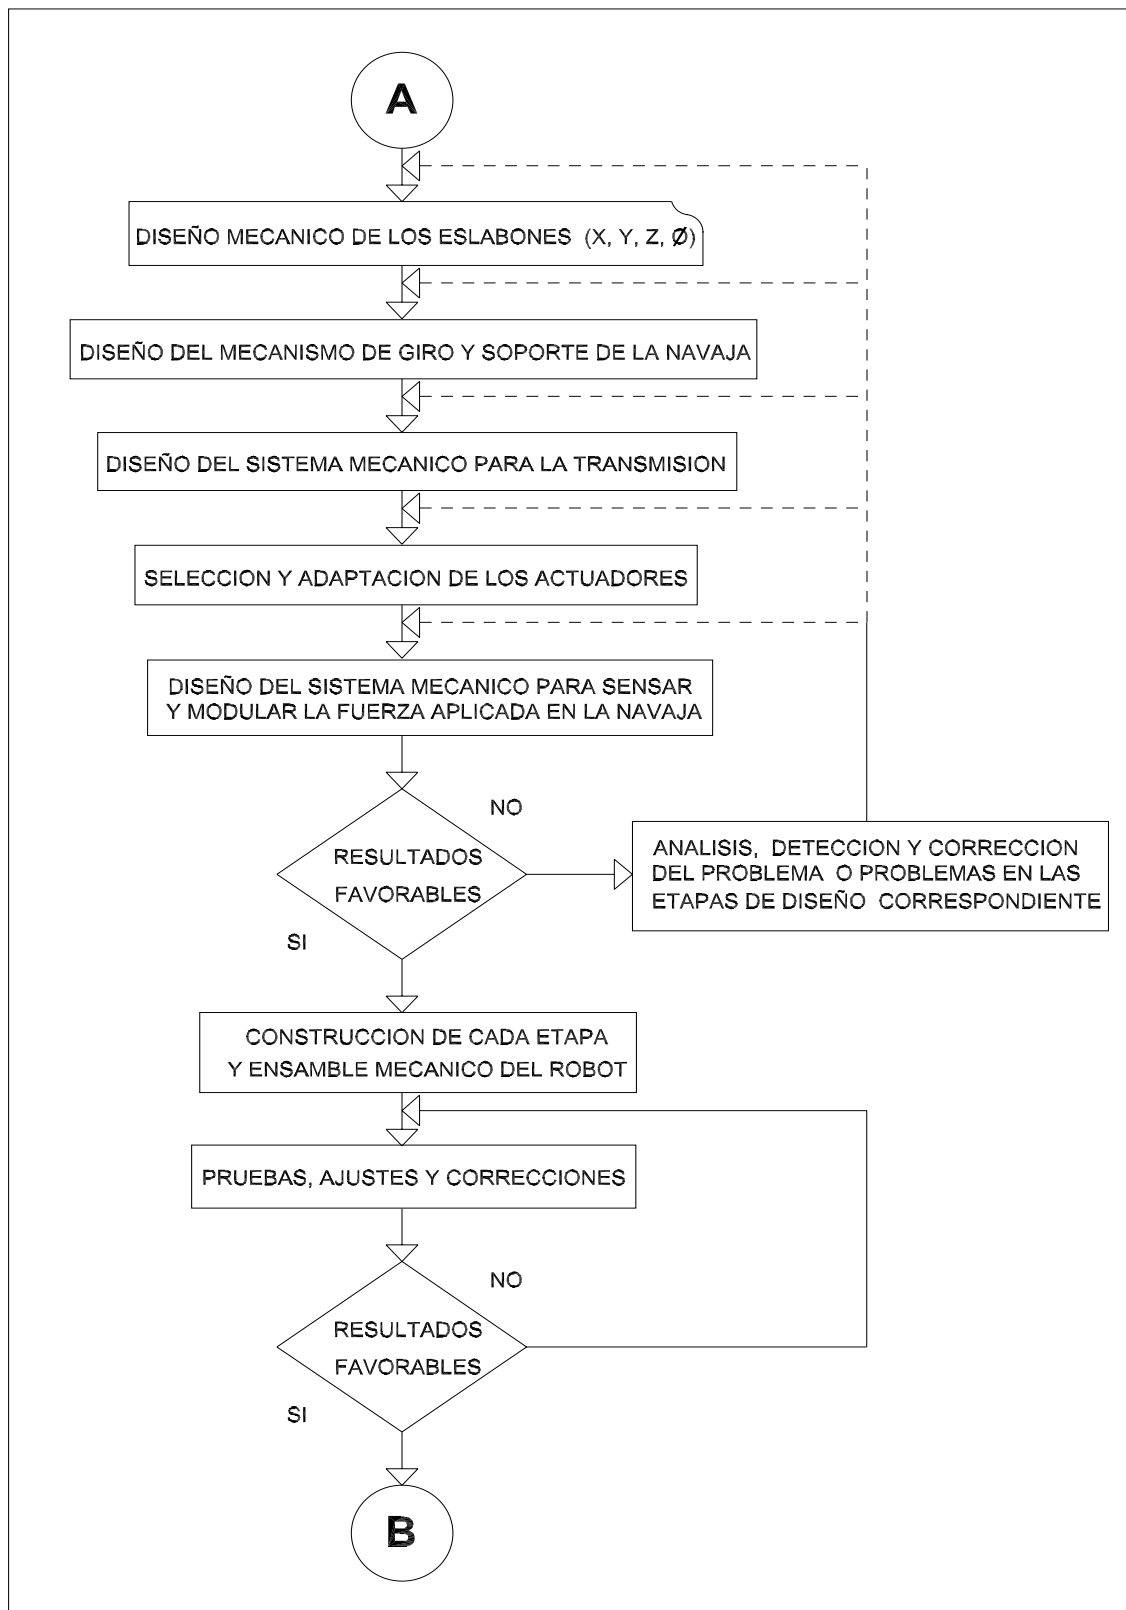 A
DISEÑO MECANICO DE LOS ESLABONES (X, Y, Z, Ø)
DISEÑO DEL MECANISMO DE GIRO Y SOPORTE DE LA NAVAJA
DISEÑO DEL SISTEMA MECANICO PARA LA TRANSMISION
SELECCION Y ADAPTACION DE LOS ACTUADORES
DISEÑO DEL SISTEMA MECANICO PARA SENSAR
Y MODULAR LA FUERZA APLICADA EN LA NAVAJA
NO
RESULTADOS
FAVORABLES
SI
ANALISIS, DETECCION Y CORRECCION
DEL PROBLEMA O PROBLEMAS EN LAS
ETAPAS DE DISEÑO CORRESPONDIENTE
CONSTRUCCION DE CADA ETAPA
Y ENSAMBLE MECANICO DEL ROBOT
PRUEBAS, AJUSTES Y CORRECCIONES
NO
RESULTADOS
FAVORABLES
SI
B